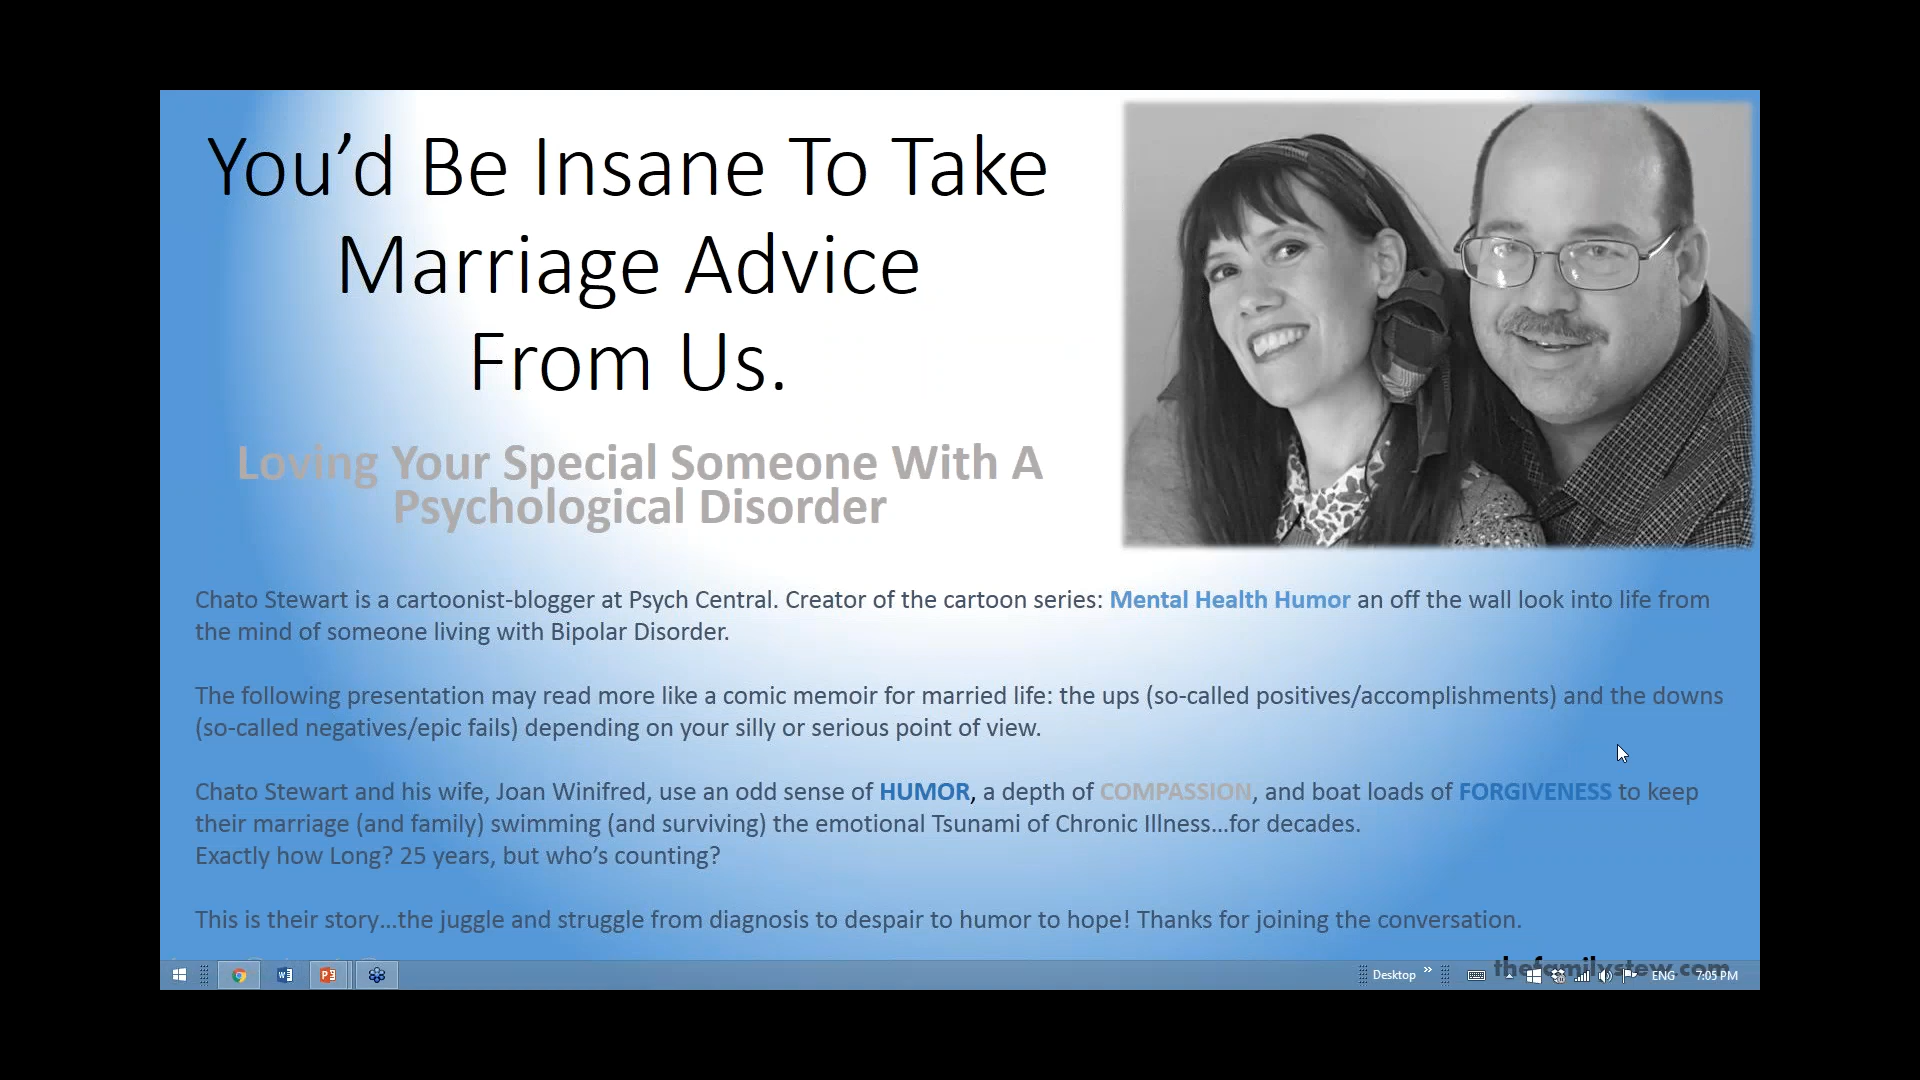 You’d Be Insane To Take
Marriage Advice
From Us.
Loving Your Special Someone With A
Psychological Disorder
Chato Stewart is a cartoonist-blogger at Psych Central. Creator of the cartoon series: Mental Health Humor an off the wall look into life from
the mind of someone living with Bipolar Disorder.
The following presentation may read more like a comic memoir for married life: the ups (so-called positives/accomplishments) and the downs
(so-called negatives/epic fails) depending on your silly or serious point of view.
Chato Stewart and his wife, Joan Winifred, use an odd sense of HUMOR, a depth of COMPASSION, and boat loads of FORGIVENESS to keep
their marriage (and family) swimming (and surviving) the emotional Tsunami of Chronic Illness…for decades.
Exactly how Long? 25 years, but who’s counting?
This is their story…the juggle and struggle from diagnosis to despair to humor to hope! Thanks for joining the conversation.
thefamilystew.com
Desktop » ENG 7:05 PM